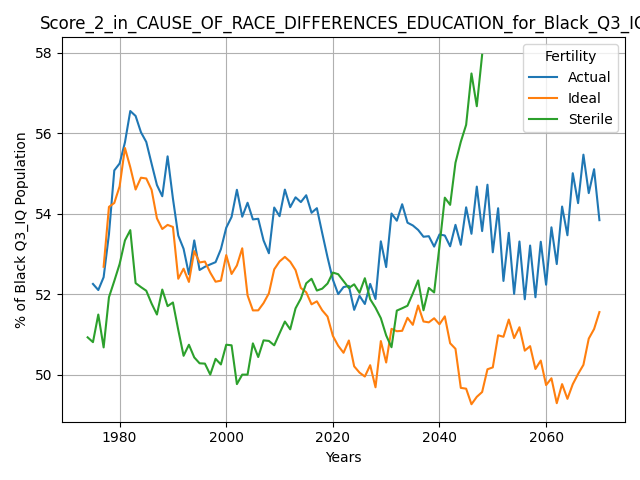 Score_2_in_CAUSE_OF_RACE_DIFFERENCES_EDUCATION_for_Black_Q3_IQ
58
56
54
52
50
% of Black Q3_IQ Population
Fertility
Actual
Ideal
Sterile
1980
2000
2020
2040
2060
Years